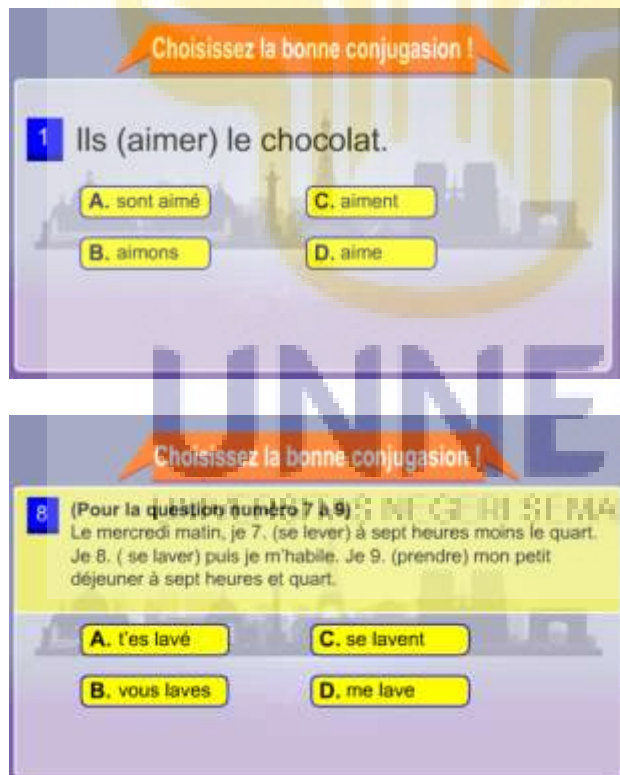 Choisissez la bonne conjugasion !
1 Ils (aimer) le chocolat.
A. sont aimé
C. aiment
B. aimons
D. aime
UNNE
Choisissez la bonne conjugasion !
8 (Pour la question numéro 7 à 9)
UNIVERSITAS NEGERI SEMA
Le mercredi matin, je 7. (se lever) à sept heures moins le quart.
Je 8. ( se laver) puis je m'habile. Je 9. (prendre) mon petit
déjeuner à sept heures et quart.
A. t'es lavé
C. se lavent
B. vous laves
D. me lave